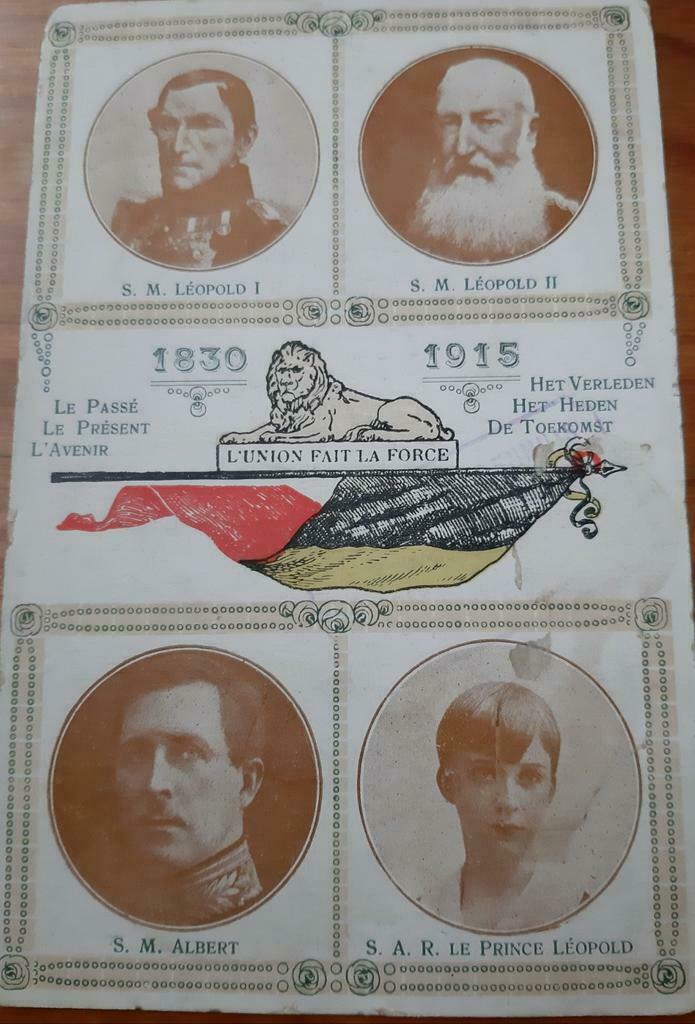 S. M. LÉOPOLD I
S. M. LÉOPOLD II
1830
1915
LE PASSÉ
LE PRÉSENT
L'AVENIR
HET VERLEDEN
HET HEDEN
DE TOEKOMST
L'UNION FAIT LA FORCE
S. M. ALBERT
S. A. R. LE PRINCE LÉOPOLD